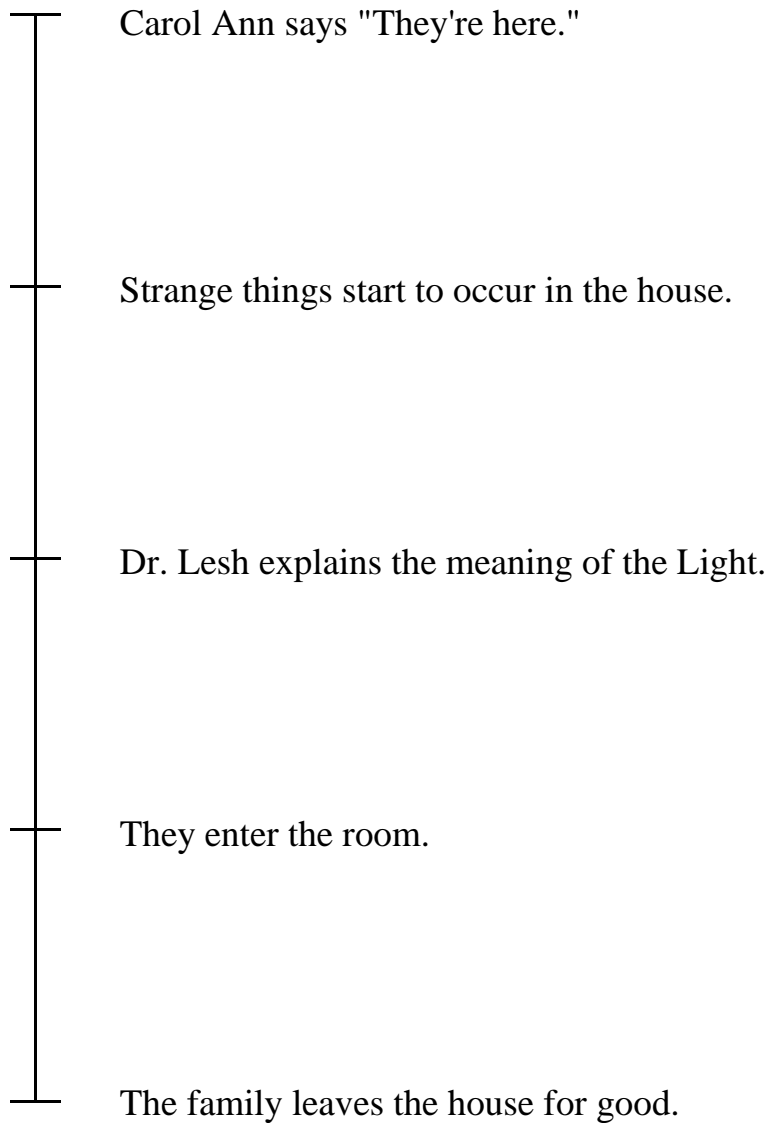 Carol Ann says "They're here."
Strange things start to occur in the house.
Dr. Lesh explains the meaning of the Light.
They enter the room.
The family leaves the house for good.